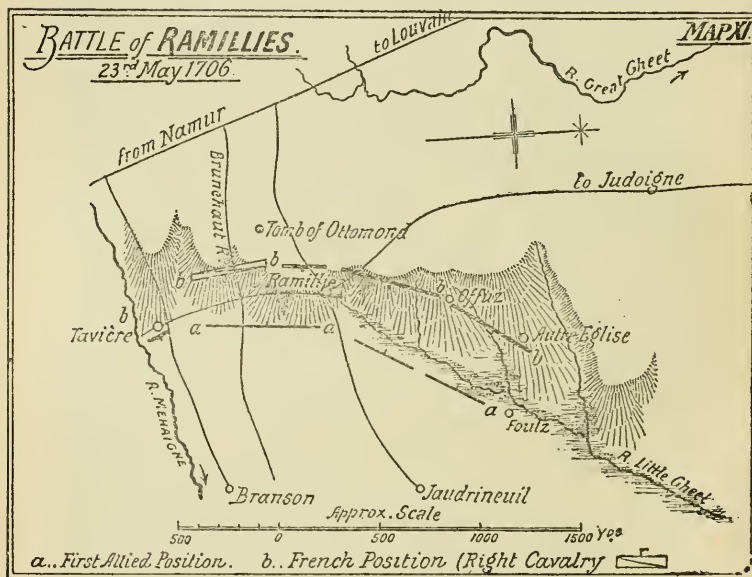 BATTLE of RAMILLIES.
23rd May 1706.
MAP XI.
to Louvain
R. Great Gheet
from Namur
Brunehaut R.
to Judoigne
Tomb of Ottomond
b
b
Ramillie
b
Offuz
b
Tavière
a
a
Autre Eglise
b
R. MEHAIGNE
a
Foulz
R. Little Gheet
Branson
Jaudrineuil
Approx. Scale
500 0 500 1000 1500 Yds
a.. First Allied Position. b.. French Position (Right Cavalry